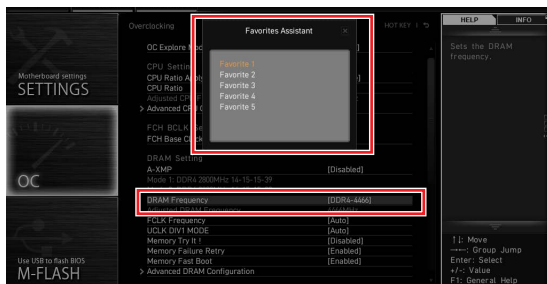 Overclocking
HOT KEY
HELP
INFO
Favorites Assistant
Favorite 1
Favorite 2
Favorite 3
Favorite 4
Favorite 5
Sets the DRAM
frequency.
Motherboard settings
SETTINGS
OC
Use USB to flash BIOS
M-FLASH
OC Explore
CPU
CPU Ratio
CPU Ratio
Adjusted
> Advanced
FCH BCLK
FCH Base Clock
DRAM Setting
A-XMP [Disabled]
Mode 1: DDR4 2800MHz 14-15-15-39
DRAM Frequency [DDR4-4466]
Adjusted DRAM Frequency 4466MHz
FCLK Frequency [Auto]
UCLK DIV1 MODE [Auto]
Memory Try It ! [Disabled]
Memory Failure Retry [Enabled]
Memory Fast Boot [Enabled]
> Advanced DRAM Configuration
↑↓: Move
→←: Group Jump
Enter: Select
+/-: Value
F1: General Help